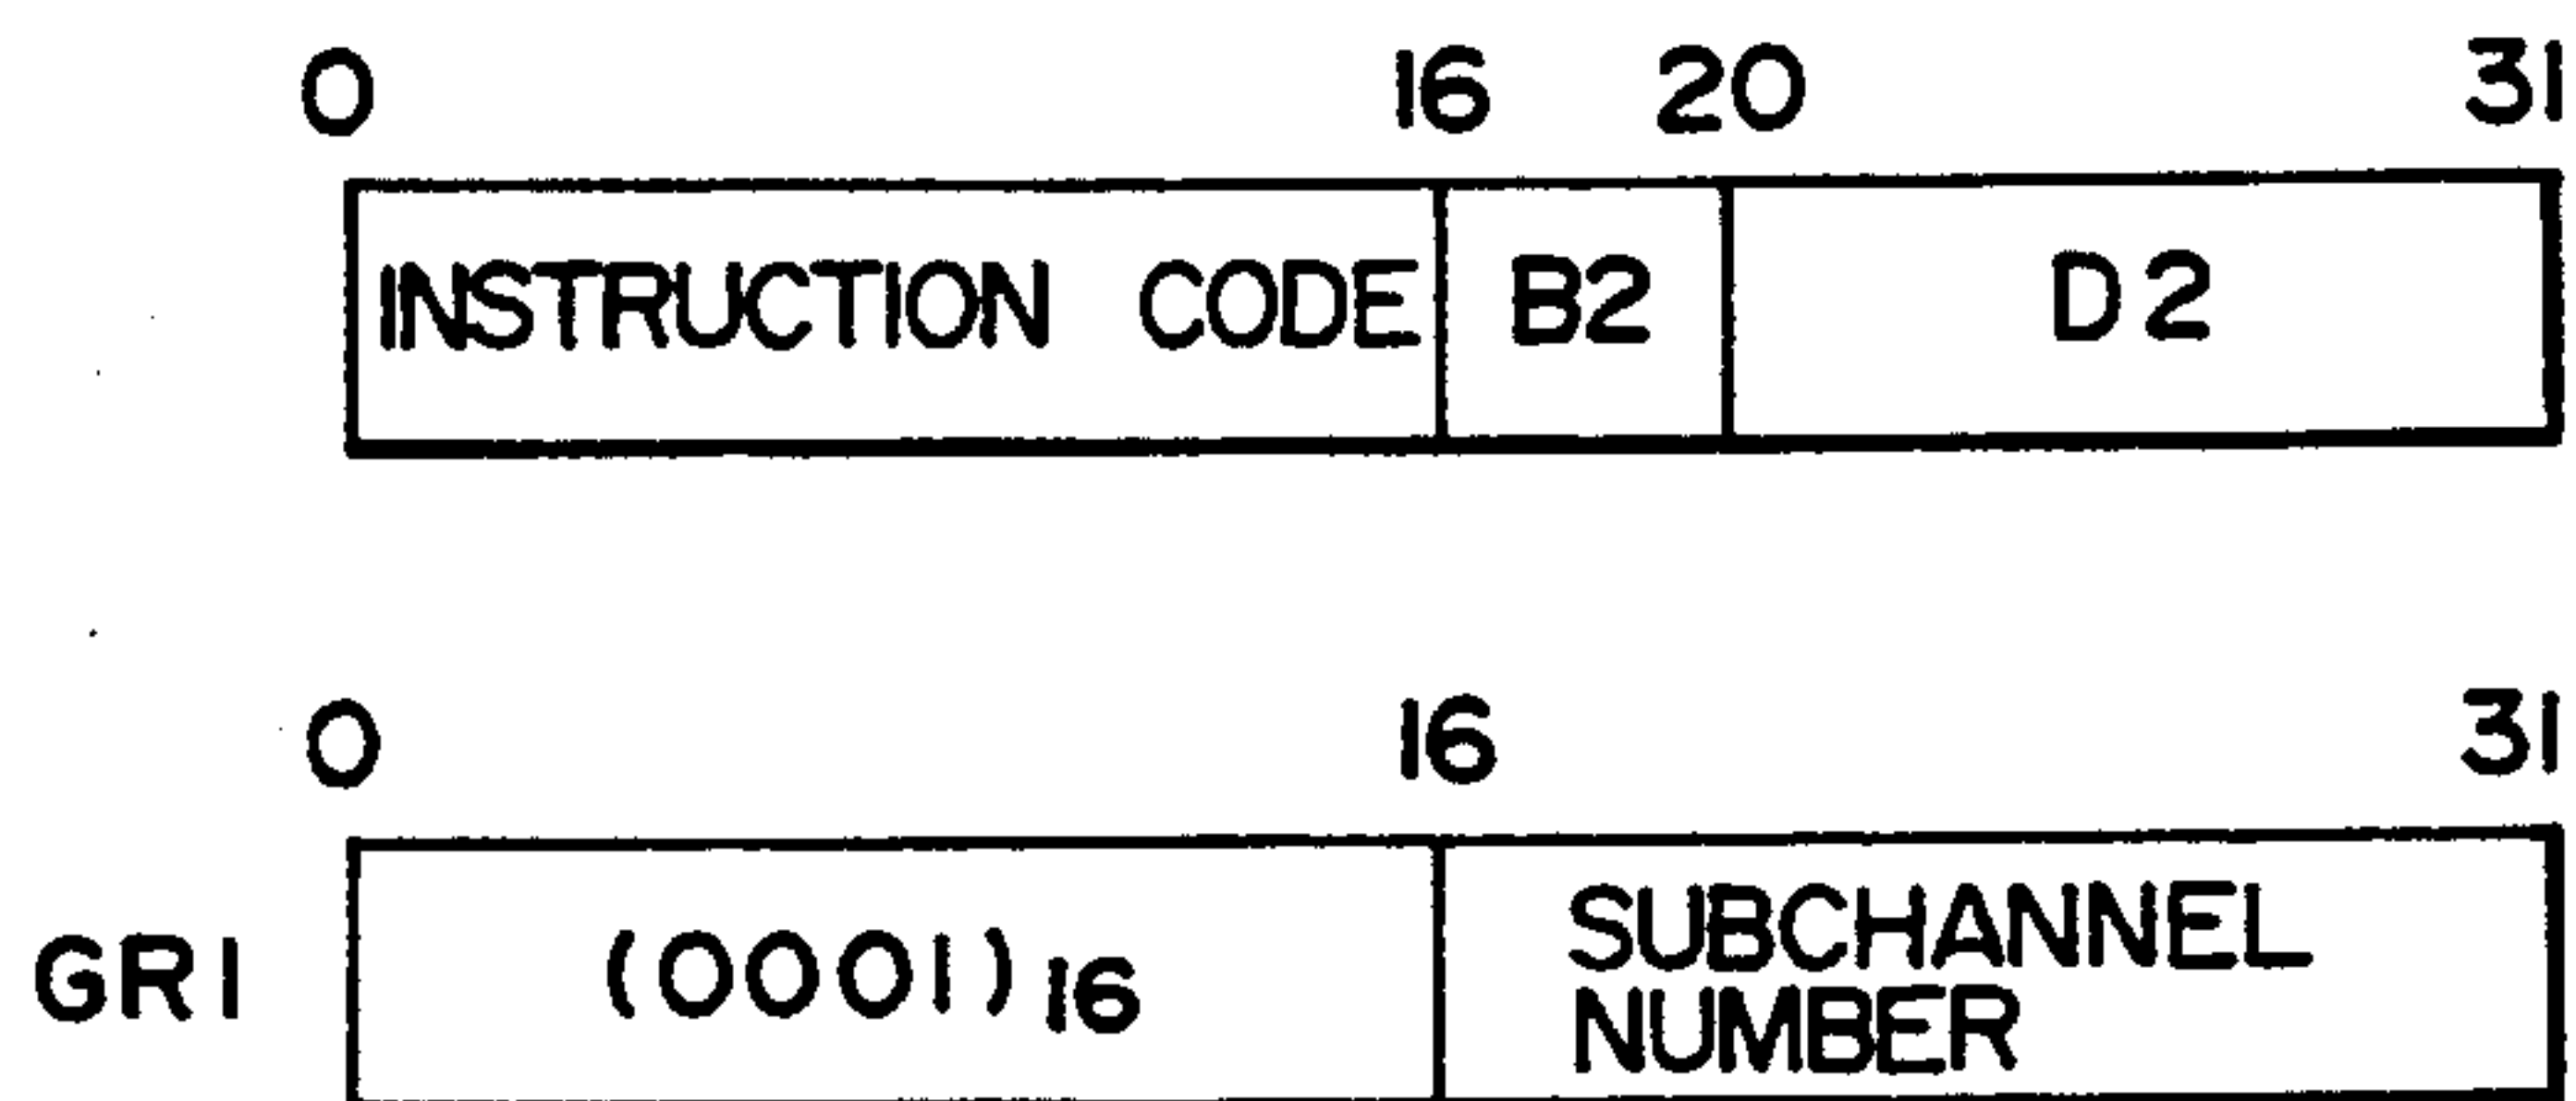 0 16 20 31
INSTRUCTION CODE B2 D2
0 16 31
GR1 (0001)16 SUBCHANNEL
NUMBER